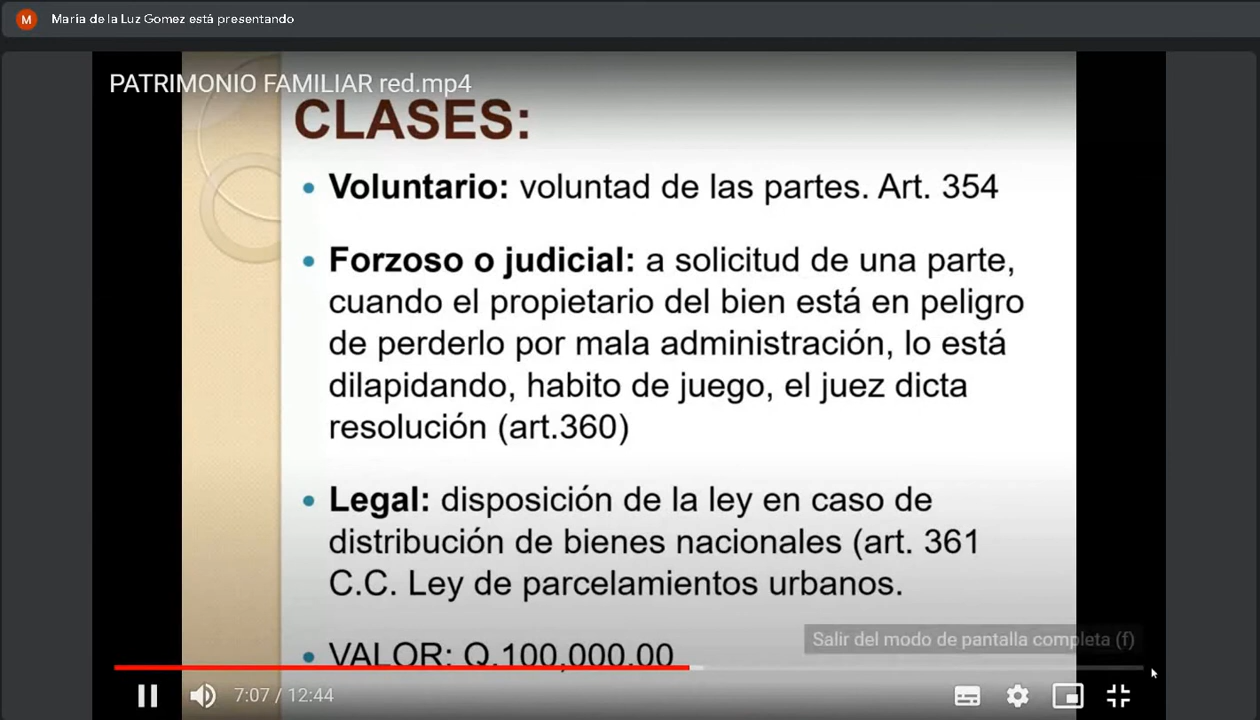 M
Maria de la Luz Gomez está presentando
PATRIMONIO FAMILIAR red.mp4
CLASES:
• Voluntario: voluntad de las partes. Art. 354
• Forzoso o judicial: a solicitud de una parte,
cuando el propietario del bien está en peligro
de perderlo por mala administración, lo está
dilapidando, habito de juego, el juez dicta
resolución (art.360)
• Legal: disposición de la ley en caso de
distribución de bienes nacionales (art. 361
C.C. Ley de parcelamientos urbanos.
Salir del modo de pantalla completa (f)
• VALOR: Q.100,000.00
7:07 / 12:44